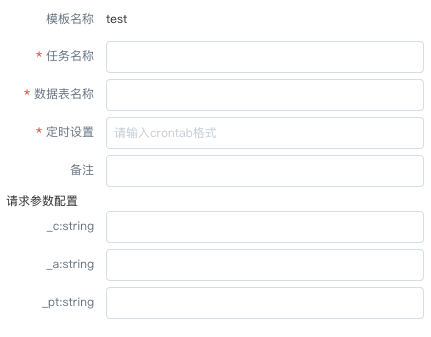 模板名称 test
* 任务名称
* 数据表名称
* 定时设置 请输入crontab格式
备注
请求参数配置
_c:string
_a:string
_pt:string